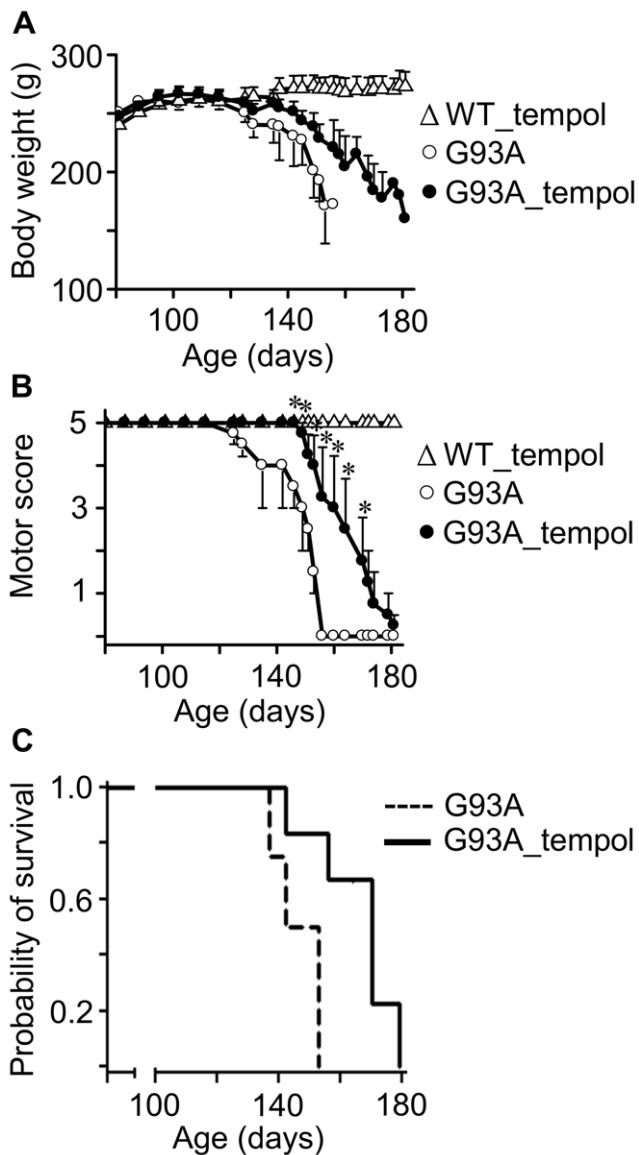 A
300
200
100
Body weight (g)
100 140 180
Age (days)
WT_tempol
G93A
G93A_tempol
B
5
3
1
Motor score
**
*
*
*
*
*
100 140 180
Age (days)
WT_tempol
G93A
G93A_tempol
C
1.0
0.6
0.2
Probability of survival
100 140 180
Age (days)
G93A
G93A_tempol